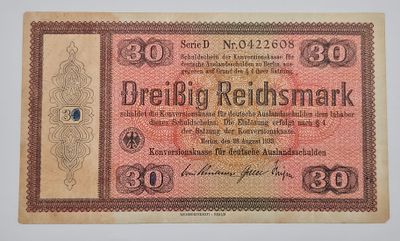 30 Serie D Nr. 0422608 30
Schuldschein der Konversionskasse für
deutsche Auslandsschulden zu Berlin, aus-
gegeben auf Grund des § 4 ihrer Satzung.
Dreißig Reichsmark
schuldet die Konversionskasse für deutsche Auslandsschulden dem Inhaber
dieses Schuldscheins. Die Einlösung erfolgt nach § 4
der Satzung der Konversionskasse.
Berlin, den 28. August 1933.
Konversionskasse für deutsche Auslandsschulden
30
30 30
REICHSDRUCKEREI · BERLIN